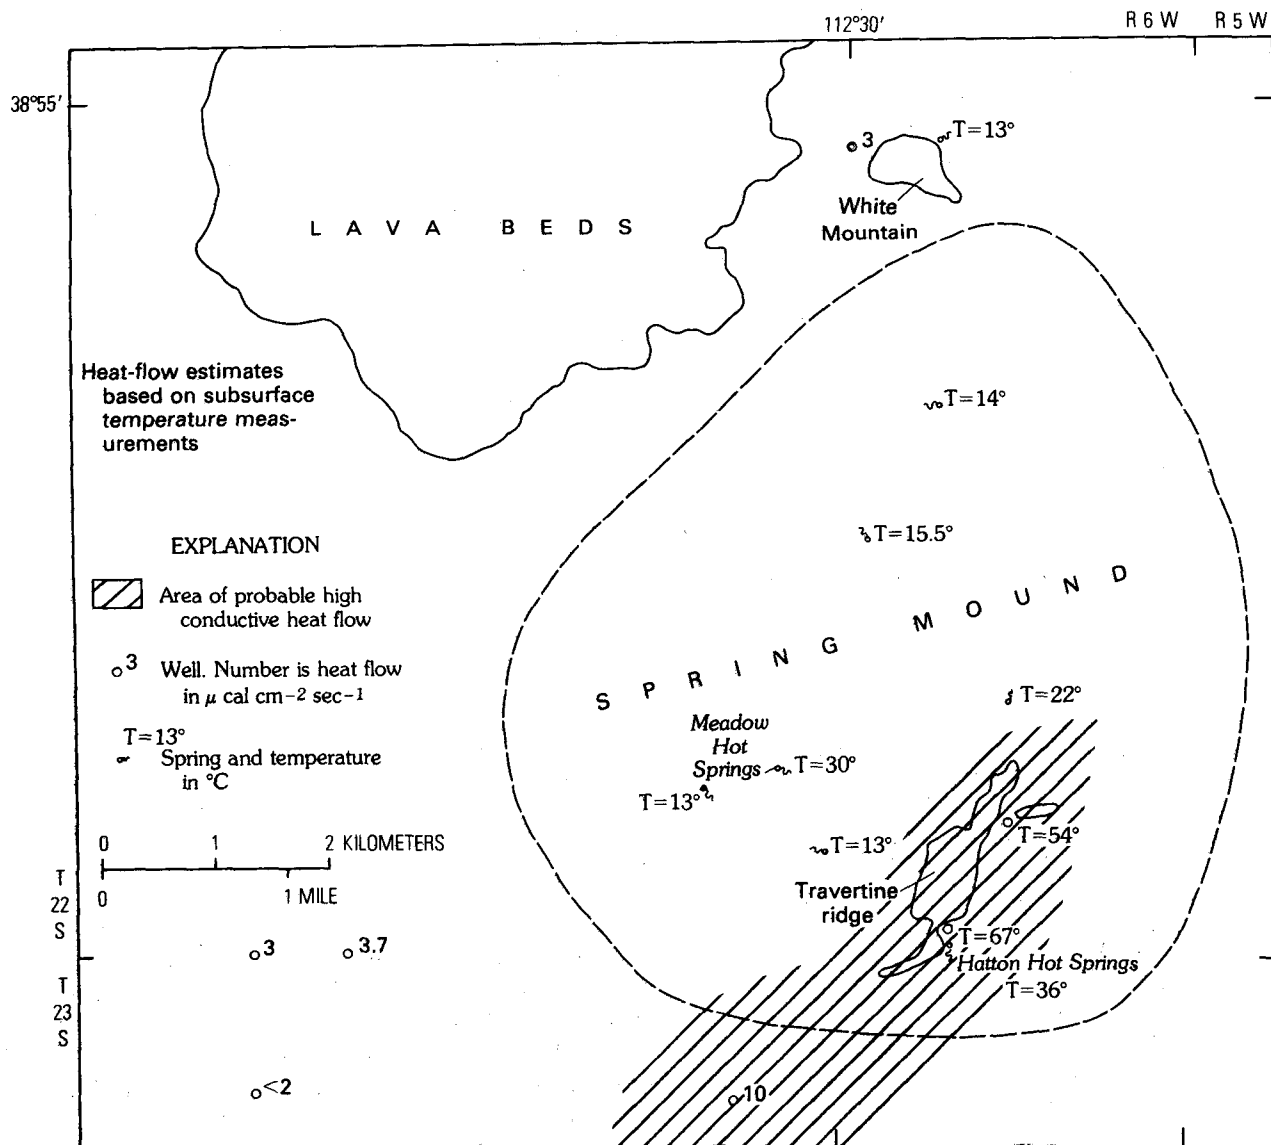 112°30′
R 6 W
R 5 W
38°55′
3
T=13°
White
Mountain
LAVA BEDS
Heat-flow estimates
based on subsurface
temperature meas-
urements
T=14°
EXPLANATION
T=15.5°
Area of probable high
conductive heat flow
SPRING MOUND
3 Well. Number is heat flow
in μ cal cm−2 sec−1
T=22°
Meadow
Hot
Springs
T=30°
T=13°
Spring and temperature
in °C
T=13°
T=54°
T=13°
0 1 2 KILOMETERS
0 1 MILE
Travertine
ridge
T
22
S
T=67°
Hatton Hot Springs
T=36°
3
3.7
T
23
S
<2
10